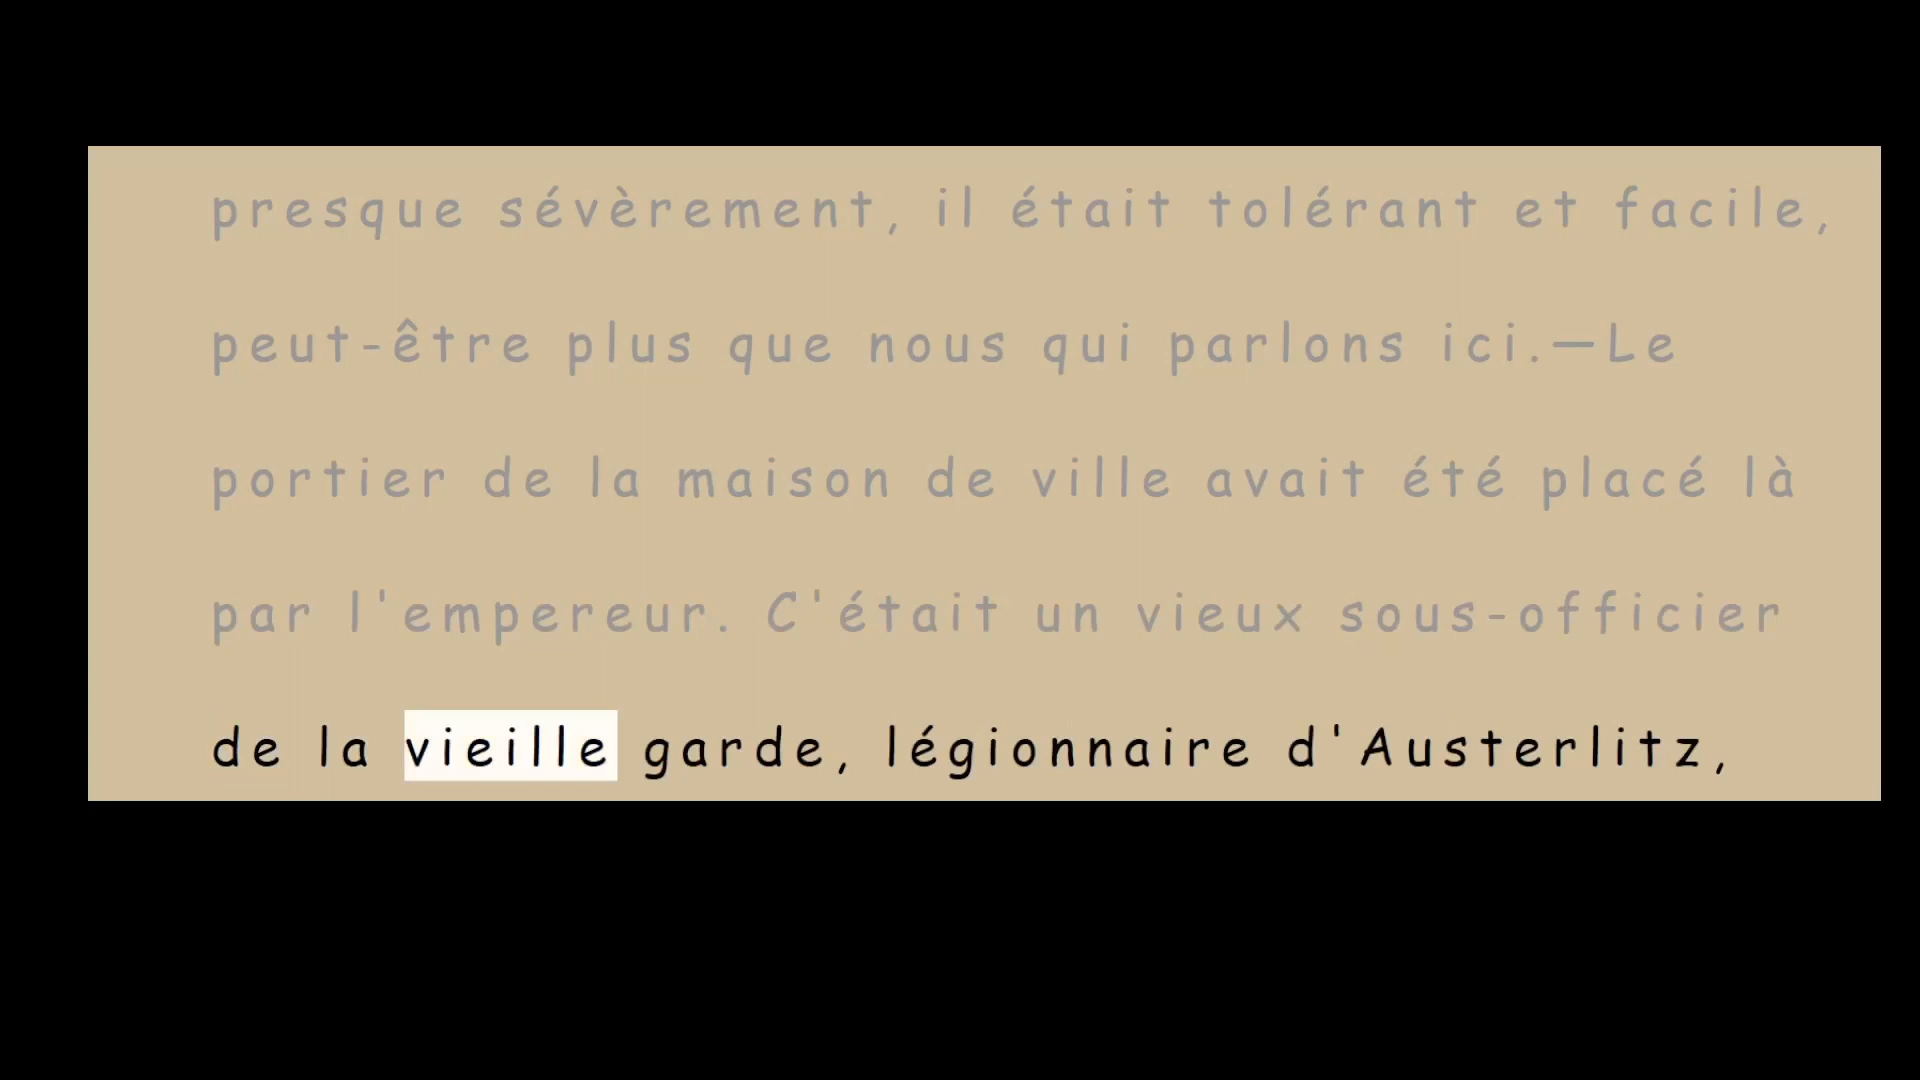 presque sévèrement, il était tolérant et facile,
peut-être plus que nous qui parlons ici.—Le
portier de la maison de ville avait été placé là
par l'empereur. C'était un vieux sous-officier
de la vieille garde, légionnaire d'Austerlitz,